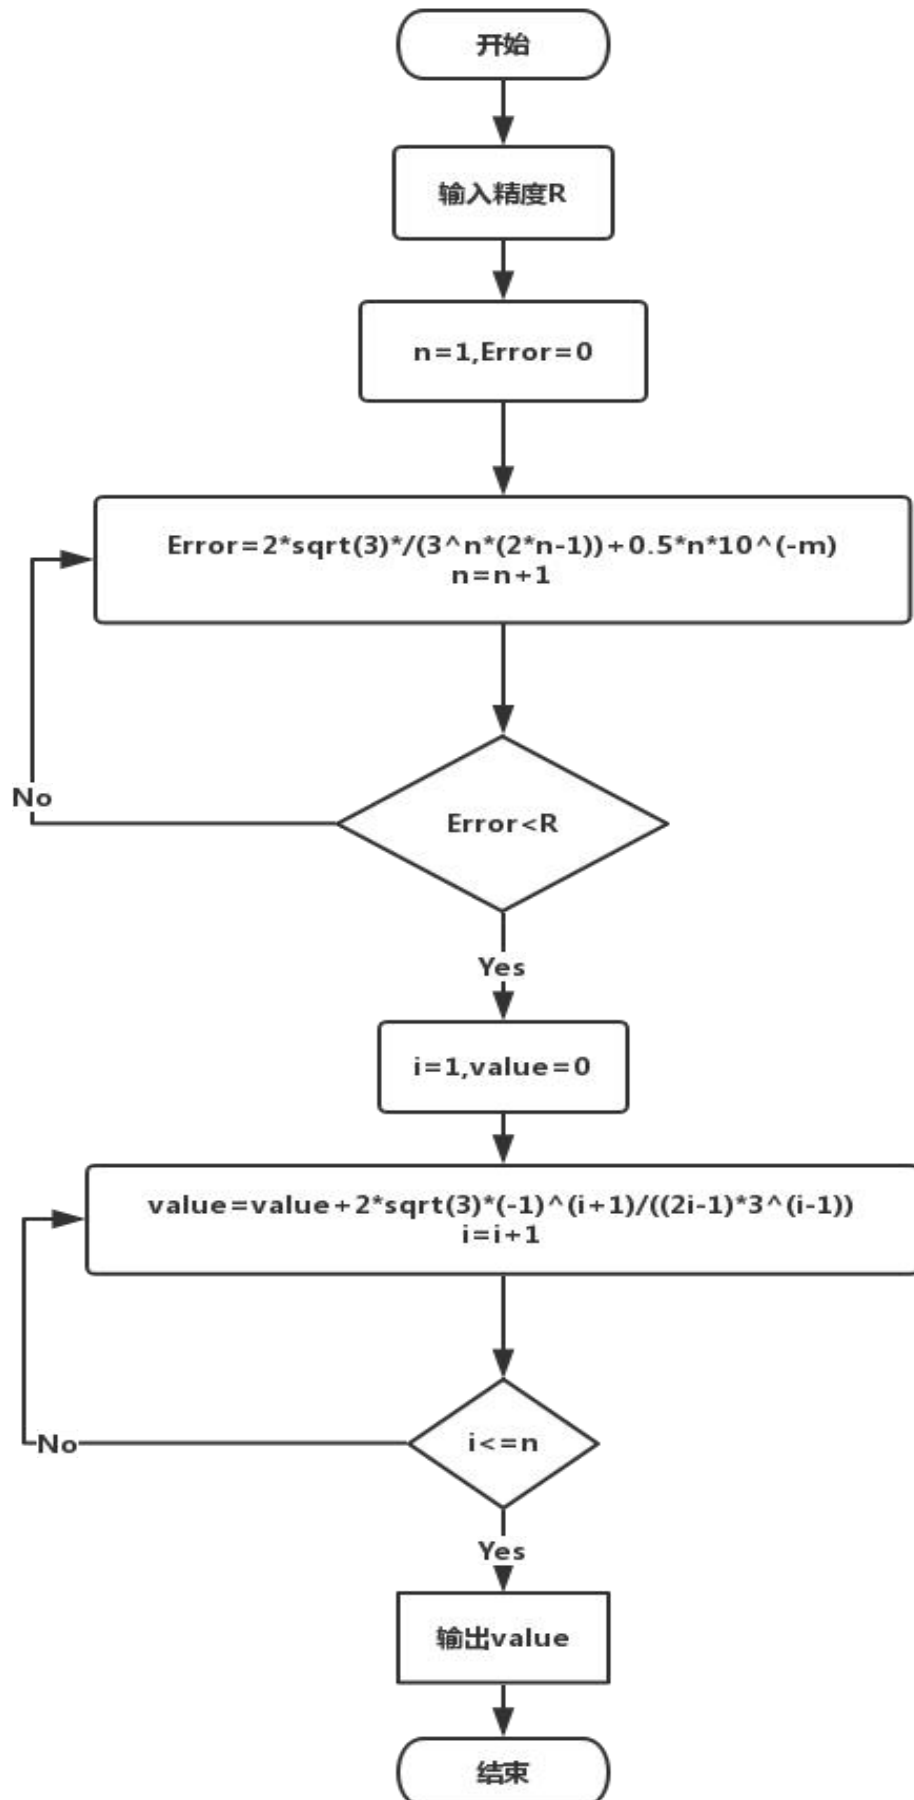 开始
输入精度R
n=1,Error=0
Error=2*sqrt(3)*/(3^n*(2*n-1))+0.5*n*10^(-m)
n=n+1
No
Error<R
Yes
i=1,value=0
value=value+2*sqrt(3)*(-1)^(i+1)/((2i-1)*3^(i-1))
i=i+1
No
i<=n
Yes
输出value
结束